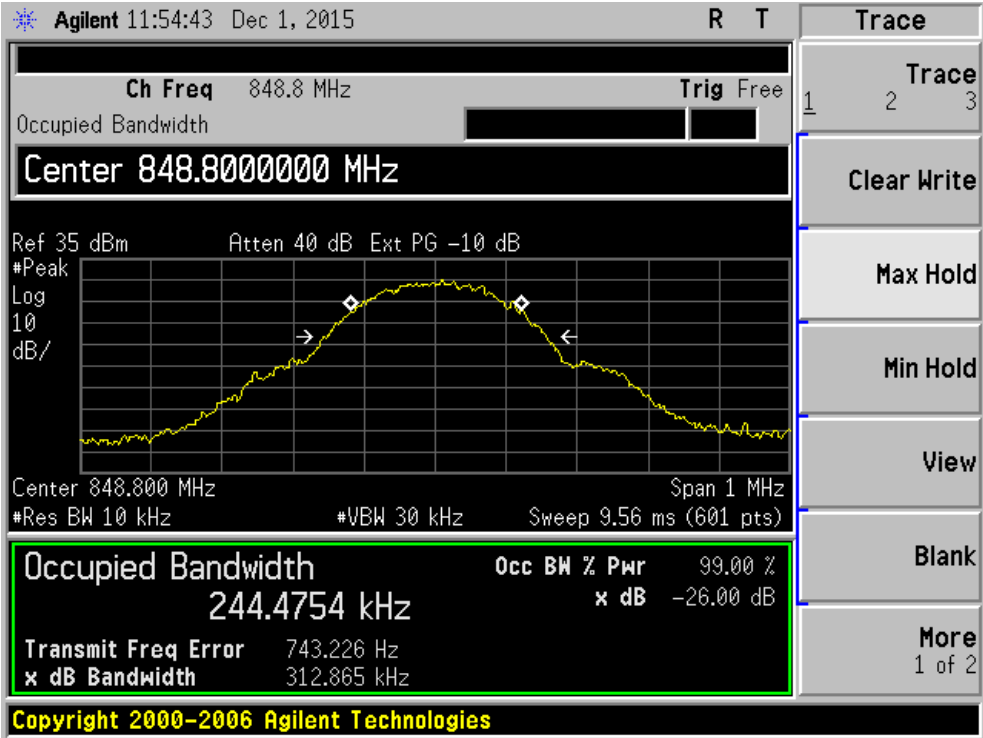 Agilent 11:54:43 Dec 1, 2015 R T
Trace
Ch Freq 848.8 MHz Trig Free
Occupied Bandwidth
Center 848.8000000 MHz
Ref 35 dBm Atten 40 dB Ext PG −10 dB
#Peak
Log
10
dB/
Center 848.800 MHz Span 1 MHz
#Res BW 10 kHz #VBW 30 kHz Sweep 9.56 ms (601 pts)
Occupied Bandwidth
244.4754 kHz
Occ BW % Pwr 99.00 %
x dB −26.00 dB
Transmit Freq Error 743.226 Hz
x dB Bandwidth 312.865 kHz
Trace
1 2 3
Clear Write
Max Hold
Min Hold
View
Blank
More
1 of 2
Copyright 2000−2006 Agilent Technologies